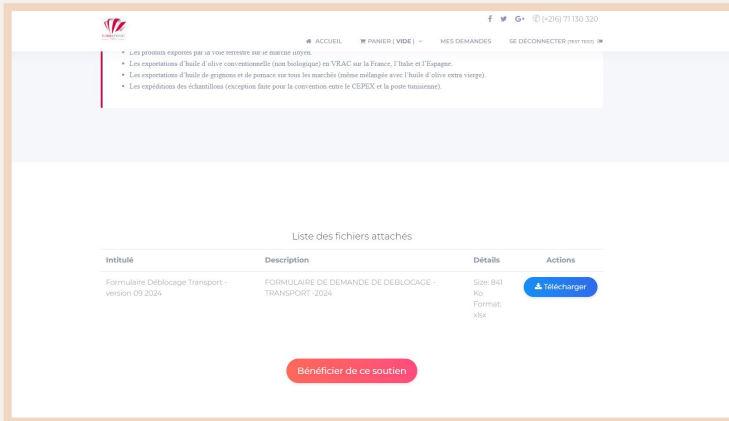 (+216) 71 130 320
ACCUEIL PANIER [ VIDE ] MES DEMANDES SE DÉCONNECTER (TEST TEST)
• Les produits exportés par la voie terrestre sur le marché libyen.
• Les exportations d'huile d'olive conventionnelle (non biologique) en VRAC sur la France, l'Italie et l'Espagne.
• Les exportations d'huile de grignons et de pomace sur tous les marchés (même mélangée avec l'huile d'olive extra vierge).
• Les expéditions des échantillons (exception faite pour la convention entre le CEPEX et la poste tunisienne).
Liste des fichiers attachés
Intitulé Description Détails Actions
Formulaire Déblocage Transport - FORMULAIRE DE DEMANDE DE DEBLOCAGE - Size: 841
version 09 2024 TRANSPORT -2024 Ko
Format:
xlsx
Télécharger
Bénéficier de ce soutien